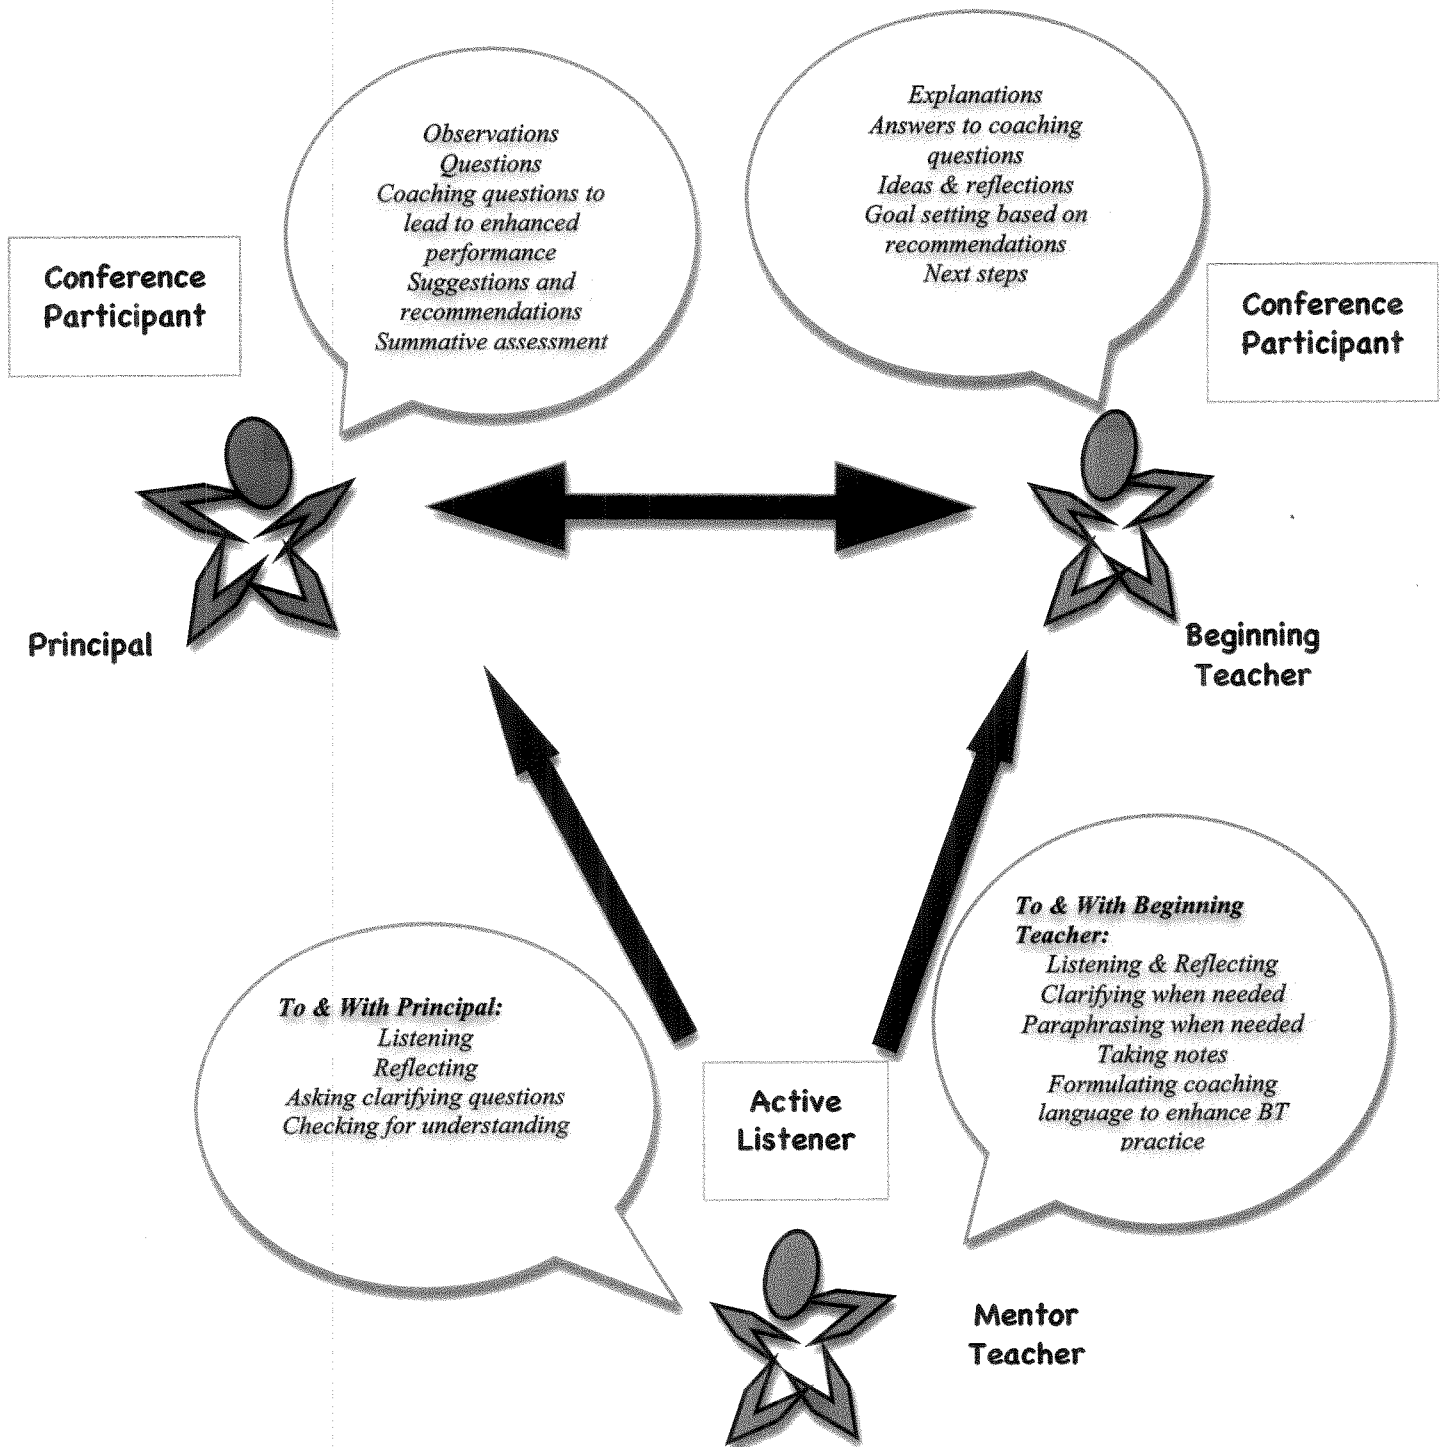 Observations
Questions
Coaching questions to
lead to enhanced
performance
Suggestions and
recommendations
Summative assessment
Explanations
Answers to coaching
questions
Ideas & reflections
Goal setting based on
recommendations
Next steps
Conference
Participant
Conference
Participant
Principal
Beginning
Teacher
To & With Principal:
Listening
Reflecting
Asking clarifying questions
Checking for understanding
To & With Beginning
Teacher:
Listening & Reflecting
Clarifying when needed
Paraphrasing when needed
Taking notes
Formulating coaching
language to enhance BT
practice
Active
Listener
Mentor
Teacher